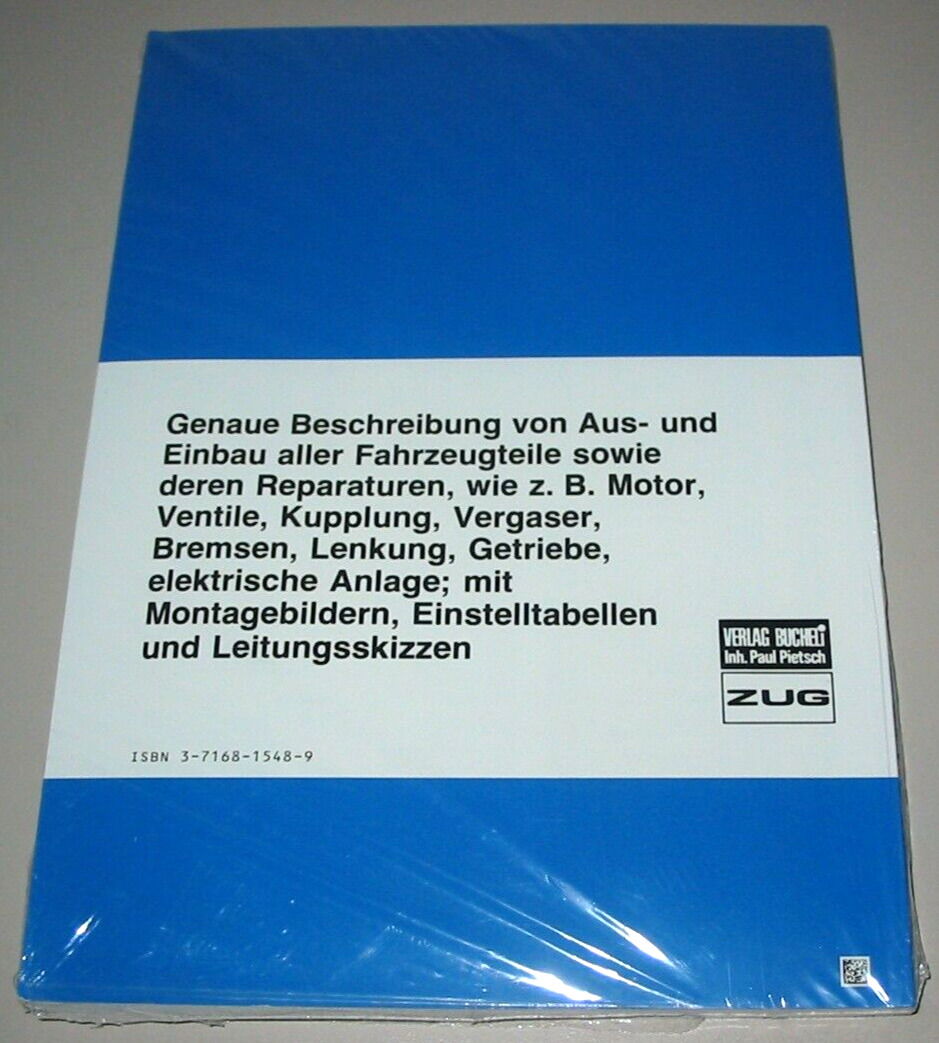 Genaue Beschreibung von Aus- und
Einbau aller Fahrzeugteile sowie
deren Reparaturen, wie z. B. Motor,
Ventile, Kupplung, Vergaser,
Bremsen, Lenkung, Getriebe,
elektrische Anlage; mit
Montagebildern, Einstelltabellen
und Leitungsskizzen
VERLAG BUCHELI
Inh. Paul Pietsch
ZUG
ISBN 3-7168-1548-9